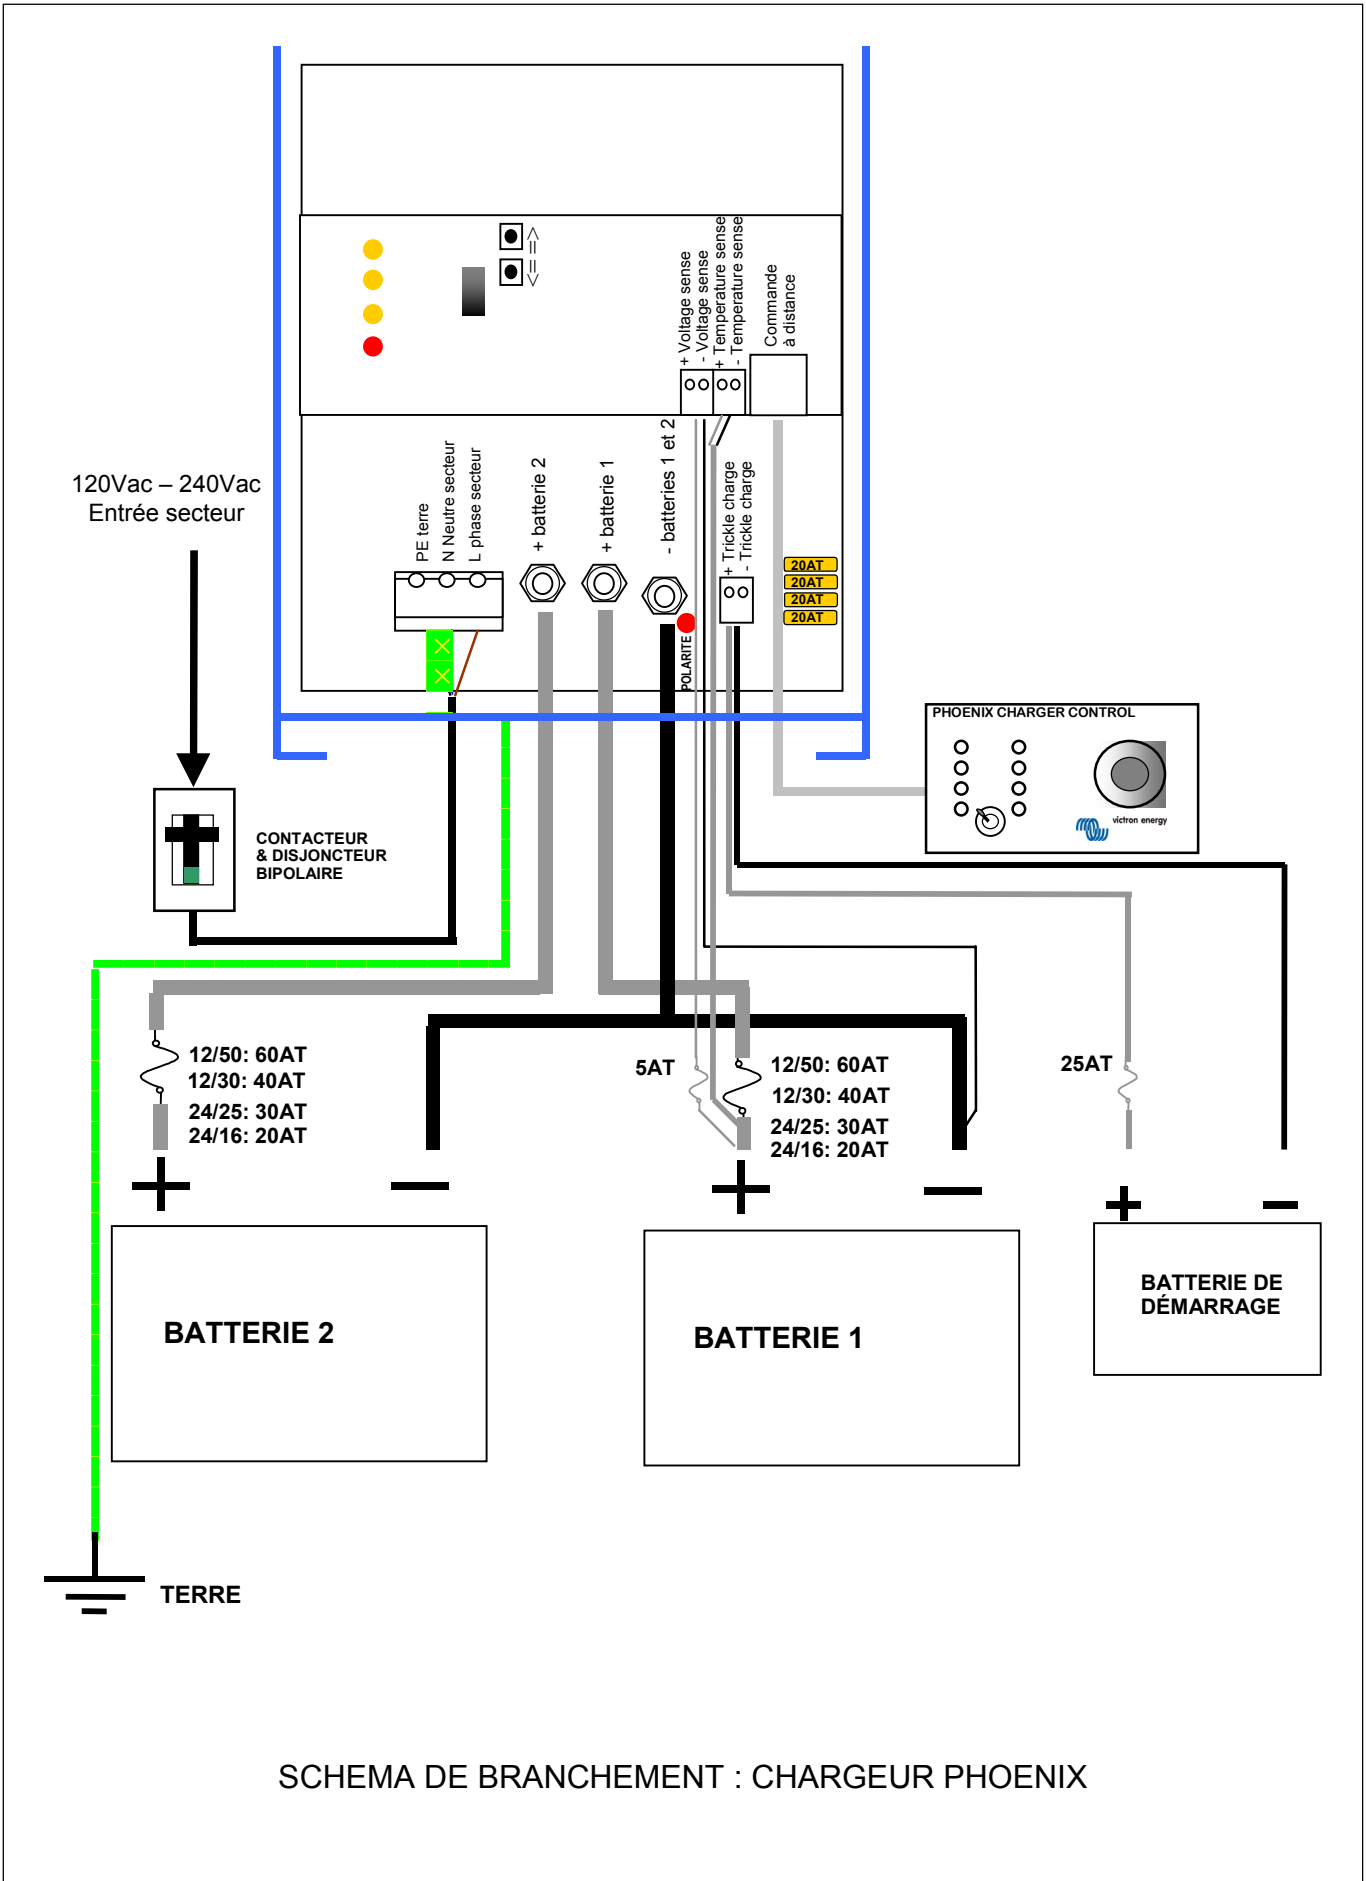 + Voltage sense
- Voltage sense
+ Temperature sense
- Temperature sense
Commande
à distance
<==>
120Vac – 240Vac
Entrée secteur
PE terre
N Neutre secteur
L phase secteur
+ batterie 2
+ batterie 1
- batteries 1 et 2
+ Trickle charge
- Trickle charge
20AT
20AT
20AT
20AT
POLARITE
PHOENIX CHARGER CONTROL
victron energy
CONTACTEUR
& DISJONCTEUR
BIPOLAIRE
12/50: 60AT
12/30: 40AT
24/25: 30AT
24/16: 20AT
5AT
12/50: 60AT
12/30: 40AT
24/25: 30AT
24/16: 20AT
25AT
BATTERIE 2
BATTERIE 1
BATTERIE DE
DÉMARRAGE
TERRE
SCHEMA DE BRANCHEMENT : CHARGEUR PHOENIX